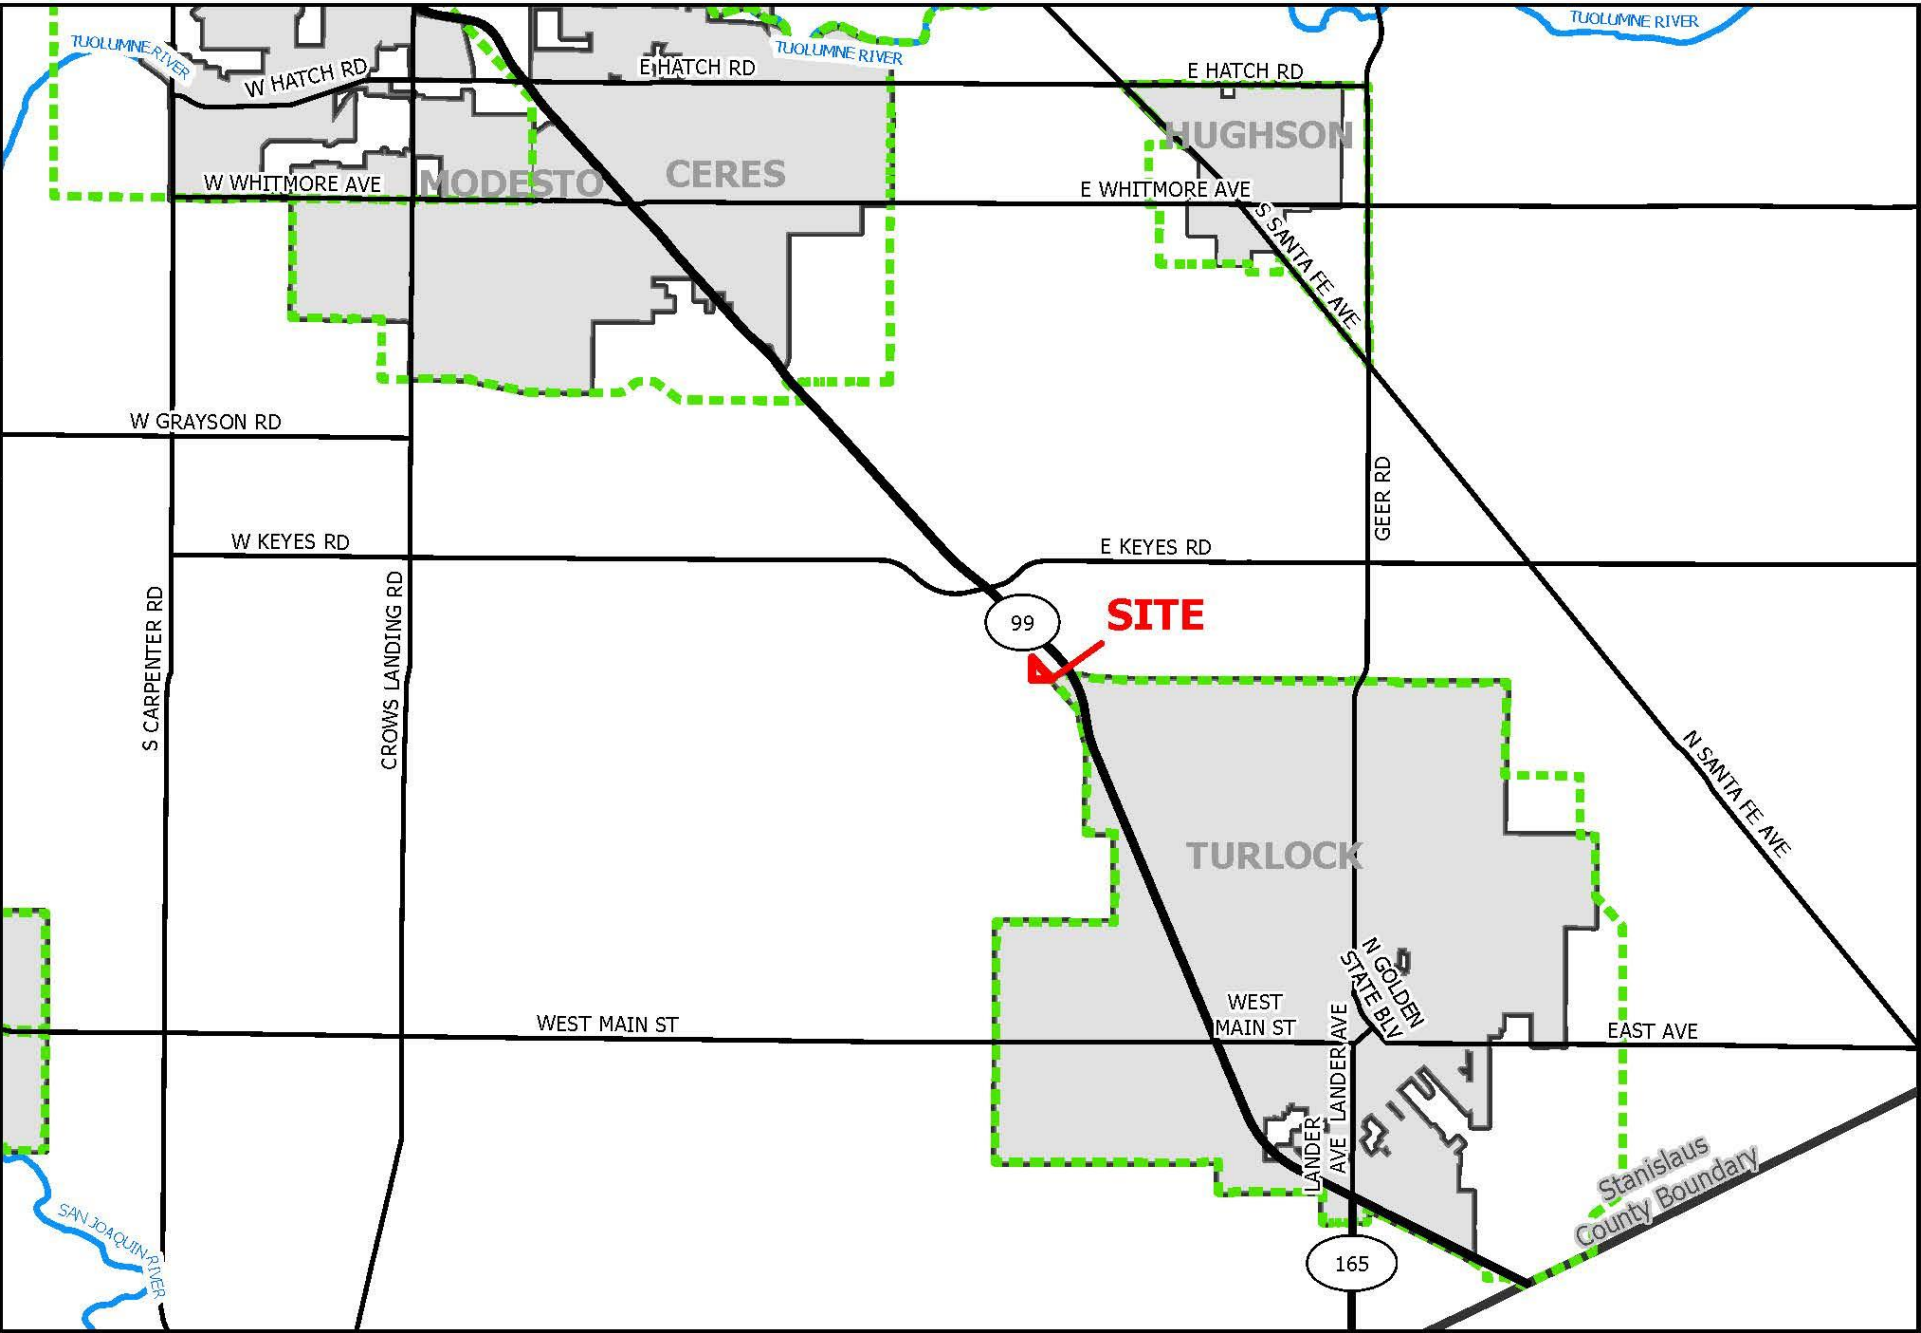 TUOLUMNE RIVER
TUOLUMNE RIVER
TUOLUMNE RIVER
W HATCH RD
E HATCH RD
E HATCH RD
HUGHSON
MODESTO
CERES
W WHITMORE AVE
E WHITMORE AVE
S SANTA FE AVE
W GRAYSON RD
GEER RD
W KEYES RD
E KEYES RD
S CARPENTER RD
CROWS LANDING RD
99
SITE
N SANTA FE AVE
TURLOCK
N GOLDEN
STATE BLV
WEST MAIN ST
WEST
MAIN ST
EAST AVE
LANDER AVE
LANDER
AVE
Stanislaus
County Boundary
SAN JOAQUIN RIVER
165